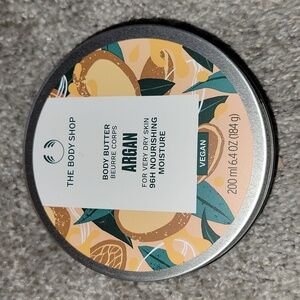 THE BODY SHOP
BODY BUTTER
BEURRE CORPS
ARGAN
FOR VERY DRY SKIN
96H NOURISHING
MOISTURE
VEGAN
200 ml 6.4 OZ (184 g)